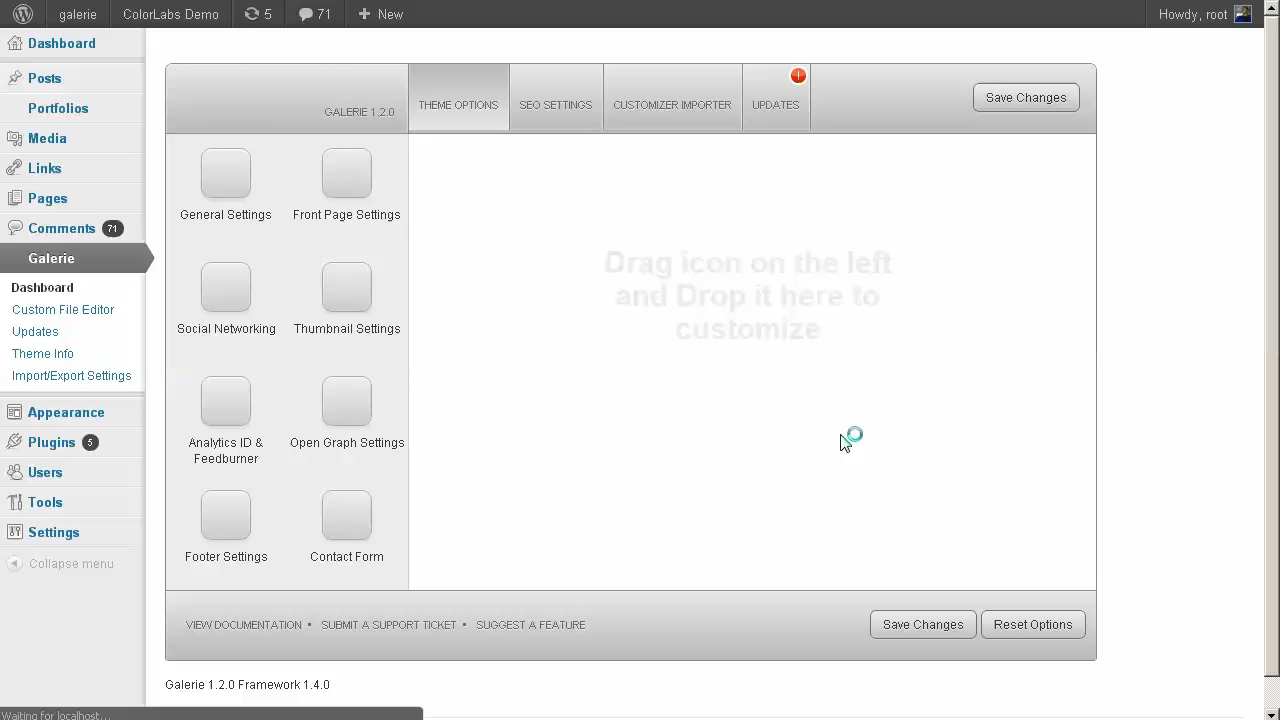 galerie
ColorLabs Demo
5
71
New
Howdy, root
Dashboard
Posts
Portfolios
Media
Links
Pages
Comments 71
Galerie
Dashboard
Custom File Editor
Updates
Theme Info
Import/Export Settings
Appearance
Plugins 5
Users
Tools
Settings
Collapse menu
GALERIE 1.2.0
THEME OPTIONS
SEO SETTINGS
CUSTOMIZER IMPORTER
UPDATES
!
Save Changes
General Settings
Front Page Settings
Social Networking
Thumbnail Settings
Analytics ID &
Feedburner
Open Graph Settings
Footer Settings
Contact Form
Drag icon on the left
and Drop it here to
customize
VIEW DOCUMENTATION • SUBMIT A SUPPORT TICKET • SUGGEST A FEATURE
Save Changes
Reset Options
Galerie 1.2.0 Framework 1.4.0
Waiting for localhost...